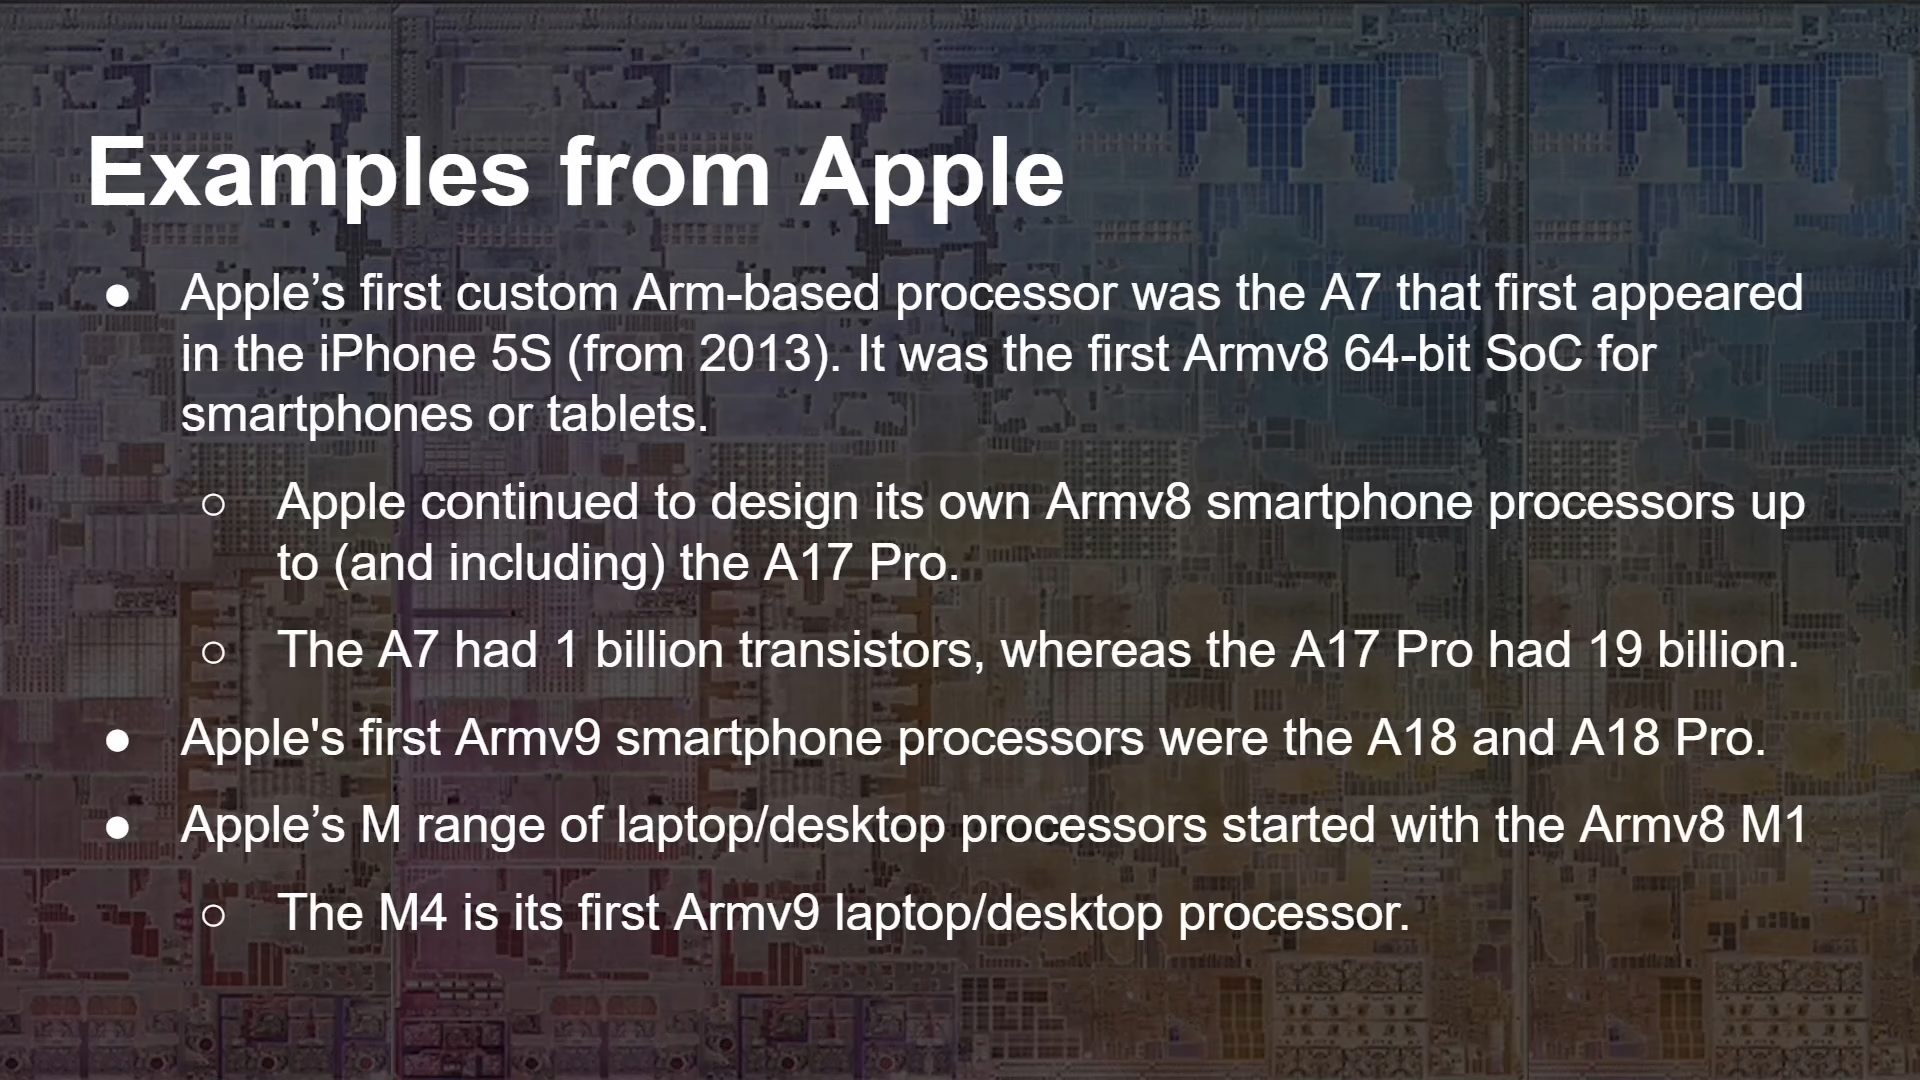 Examples from Apple
● Apple’s first custom Arm-based processor was the A7 that first appeared
in the iPhone 5S (from 2013). It was the first Armv8 64-bit SoC for
smartphones or tablets.
○ Apple continued to design its own Armv8 smartphone processors up
to (and including) the A17 Pro.
○ The A7 had 1 billion transistors, whereas the A17 Pro had 19 billion.
● Apple's first Armv9 smartphone processors were the A18 and A18 Pro.
● Apple’s M range of laptop/desktop processors started with the Armv8 M1
○ The M4 is its first Armv9 laptop/desktop processor.